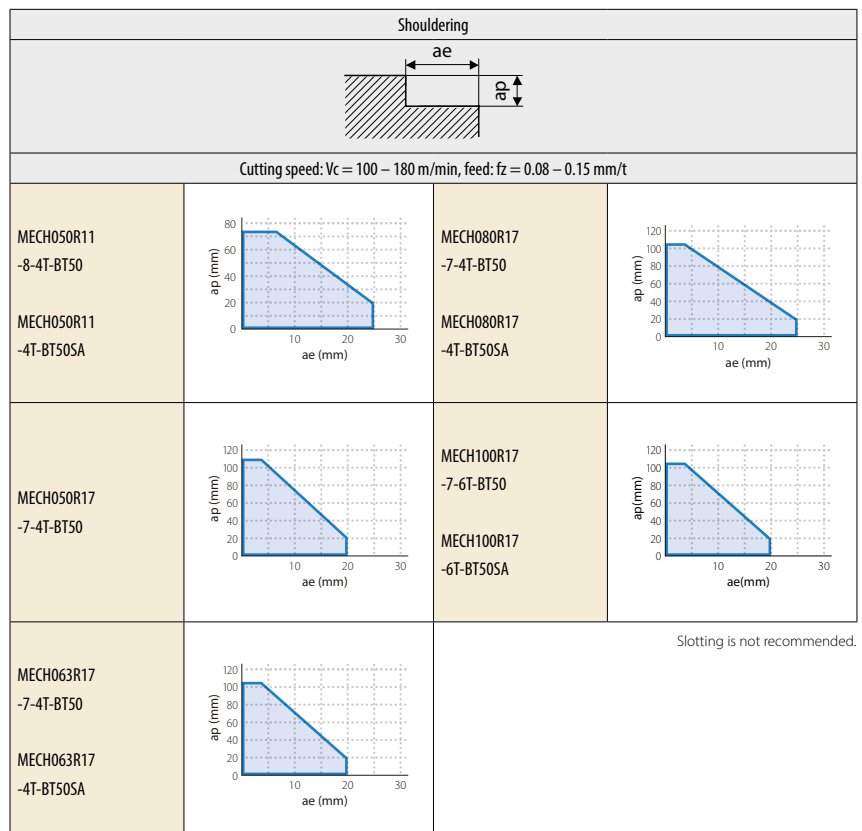 Shouldering
ae
ap
Cutting speed: Vc = 100 – 180 m/min, feed: fz = 0.08 – 0.15 mm/t
MECH050R11
-8-4T-BT50
MECH050R11
-4T-BT50SA
ap (mm)
80
60
40
20
0
10 20 30
ae (mm)
MECH080R17
-7-4T-BT50
MECH080R17
-4T-BT50SA
ap (mm)
120
100
80
60
40
20
0
10 20 30
ae (mm)
MECH050R17
-7-4T-BT50
ap (mm)
120
100
80
60
40
20
0
10 20 30
ae (mm)
MECH100R17
-7-6T-BT50
MECH100R17
-6T-BT50SA
ap(mm)
120
100
80
60
40
20
0
10 20 30
ae(mm)
MECH063R17
-7-4T-BT50
MECH063R17
-4T-BT50SA
ap (mm)
120
100
80
60
40
20
0
10 20 30
ae (mm)
Slotting is not recommended.